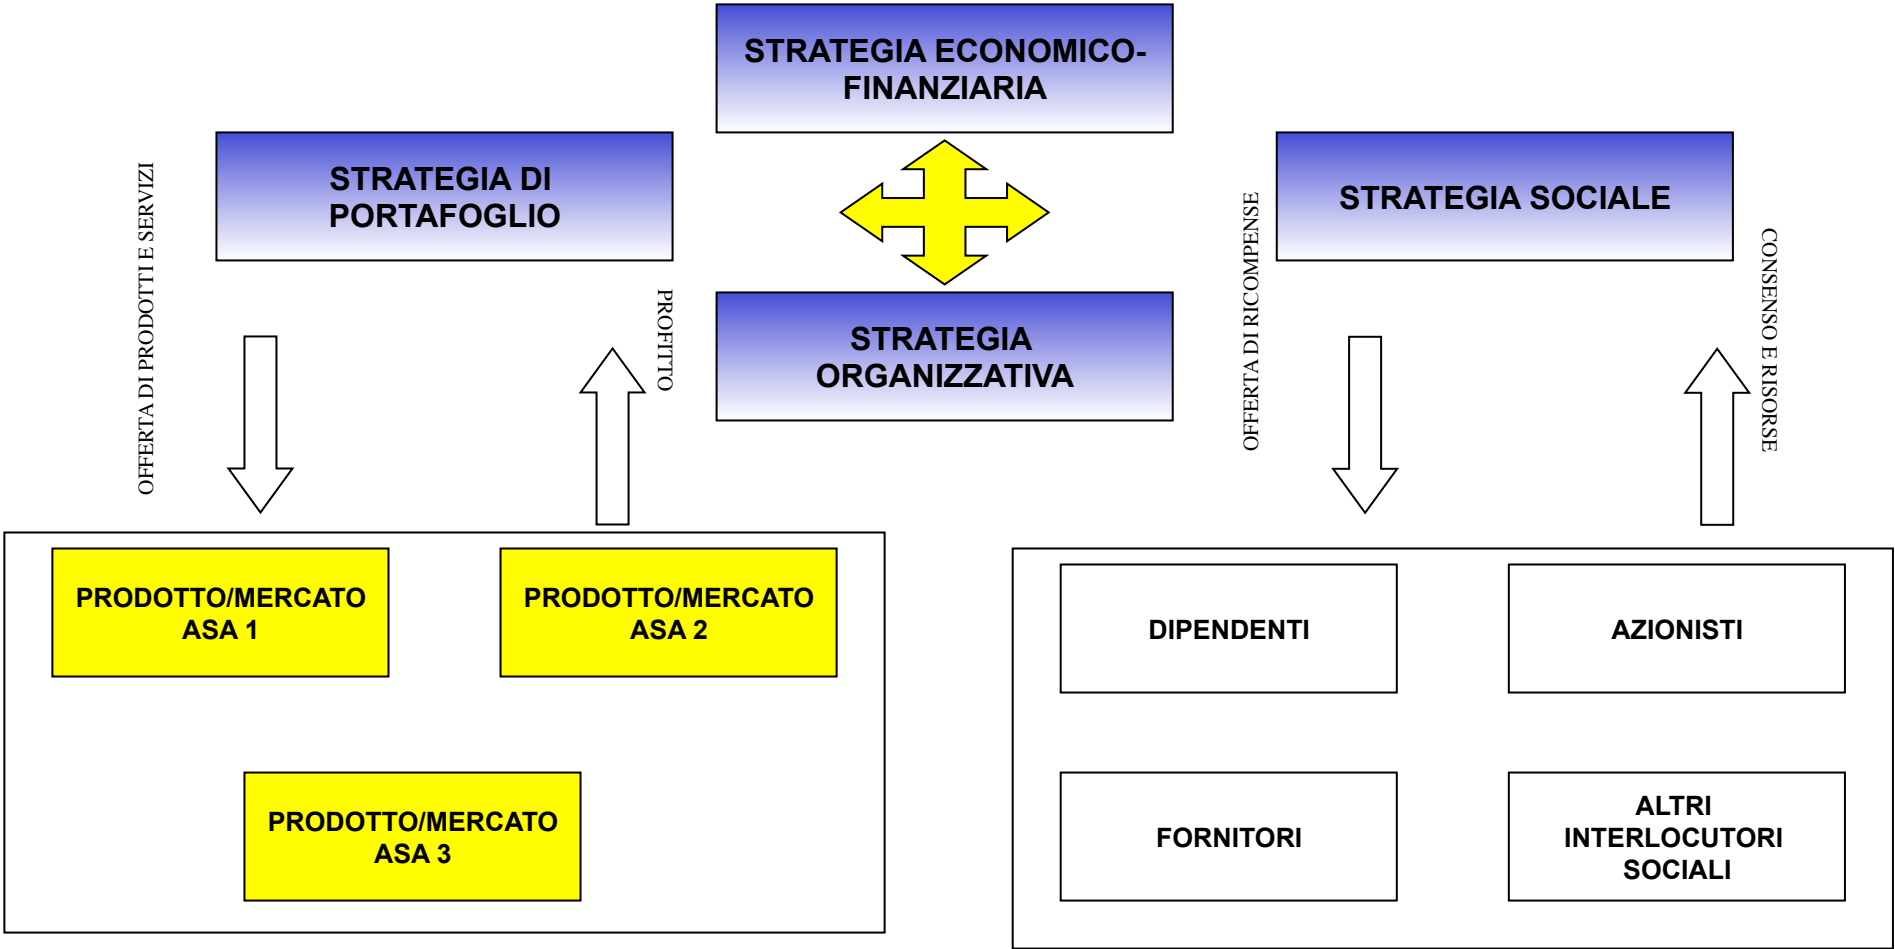 STRATEGIA ECONOMICO-
FINANZIARIA
STRATEGIA DI
PORTAFOGLIO
STRATEGIA SOCIALE
STRATEGIA
ORGANIZZATIVA
OFFERTA DI PRODOTTI E SERVIZI
PROFITTO
OFFERTA DI RICOMPENSE
CONSENSO E RISORSE
PRODOTTO/MERCATO
ASA 1
PRODOTTO/MERCATO
ASA 2
PRODOTTO/MERCATO
ASA 3
DIPENDENTI
AZIONISTI
FORNITORI
ALTRI
INTERLOCUTORI
SOCIALI